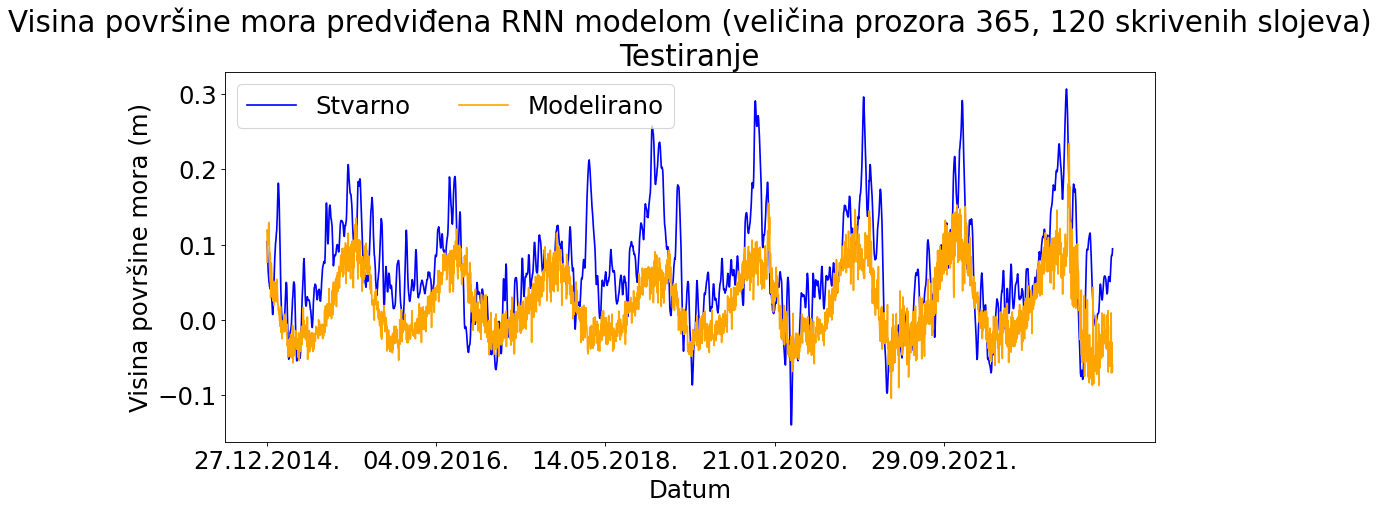 Visina površine mora predviđena RNN modelom (veličina prozora 365, 120 skrivenih slojeva)
Testiranje
Stvarno
Modelirano
Visina površine mora (m)
0.3
0.2
0.1
0.0
−0.1
27.12.2014.
04.09.2016.
14.05.2018.
21.01.2020.
29.09.2021.
Datum